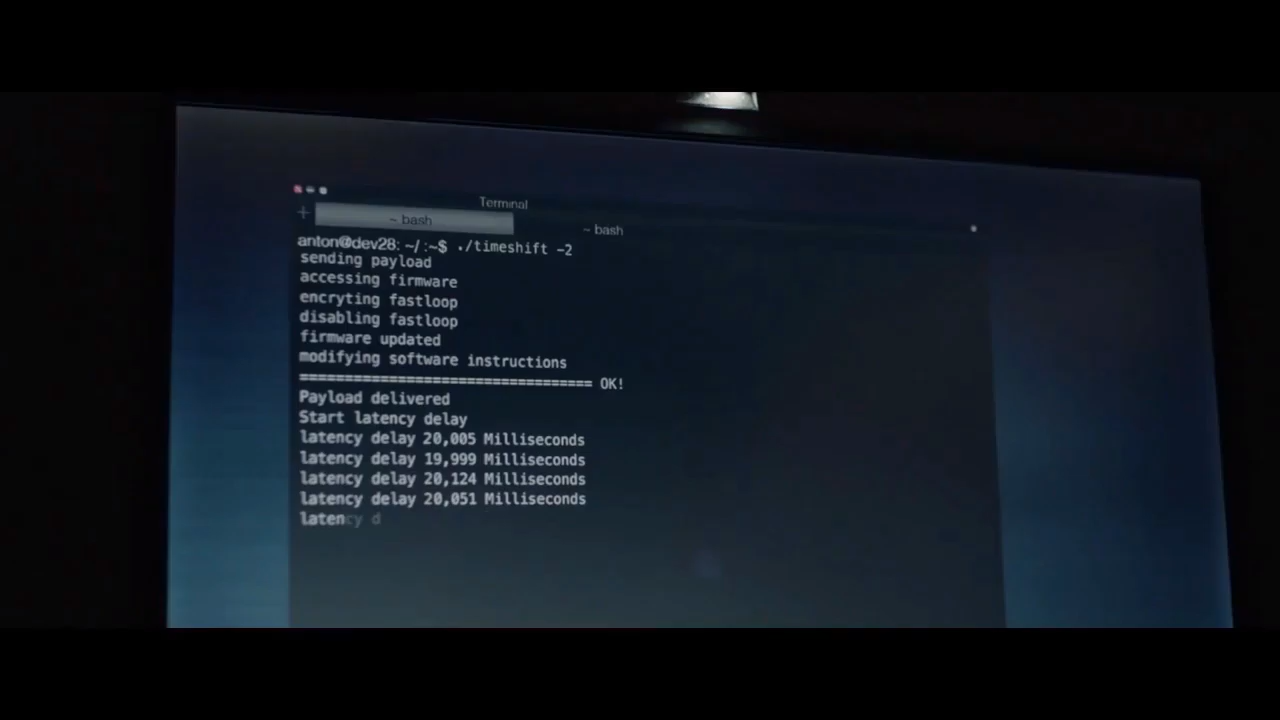 Terminal
~ bash
~ bash
anton@dev28: ~/ :~$ ./timeshift -2
sending payload
accessing firmware
encryting fastloop
disabling fastloop
firmware updated
modifying software instructions
================================= OK!
Payload delivered
Start latency delay
latency delay 20,005 Milliseconds
latency delay 19,999 Milliseconds
latency delay 20,124 Milliseconds
latency delay 20,051 Milliseconds
latency d